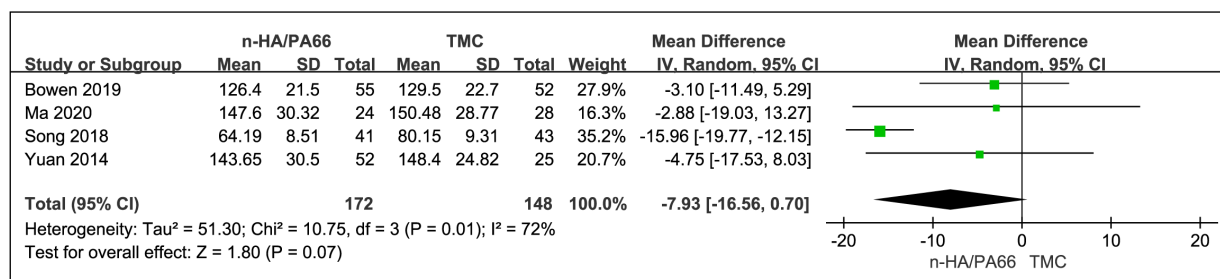 n-HA/PA66 TMC Mean Difference Mean Difference
Study or Subgroup Mean SD Total Mean SD Total Weight IV, Random, 95% CI IV, Random, 95% CI
Bowen 2019 126.4 21.5 55 129.5 22.7 52 27.9% -3.10 [-11.49, 5.29]
Ma 2020 147.6 30.32 24 150.48 28.77 28 16.3% -2.88 [-19.03, 13.27]
Song 2018 64.19 8.51 41 80.15 9.31 43 35.2% -15.96 [-19.77, -12.15]
Yuan 2014 143.65 30.5 52 148.4 24.82 25 20.7% -4.75 [-17.53, 8.03]
Total (95% CI) 172 148 100.0% -7.93 [-16.56, 0.70]
Heterogeneity: Tau² = 51.30; Chi² = 10.75, df = 3 (P = 0.01); I² = 72%
Test for overall effect: Z = 1.80 (P = 0.07)
-20 -10 0 10 20
n-HA/PA66 TMC